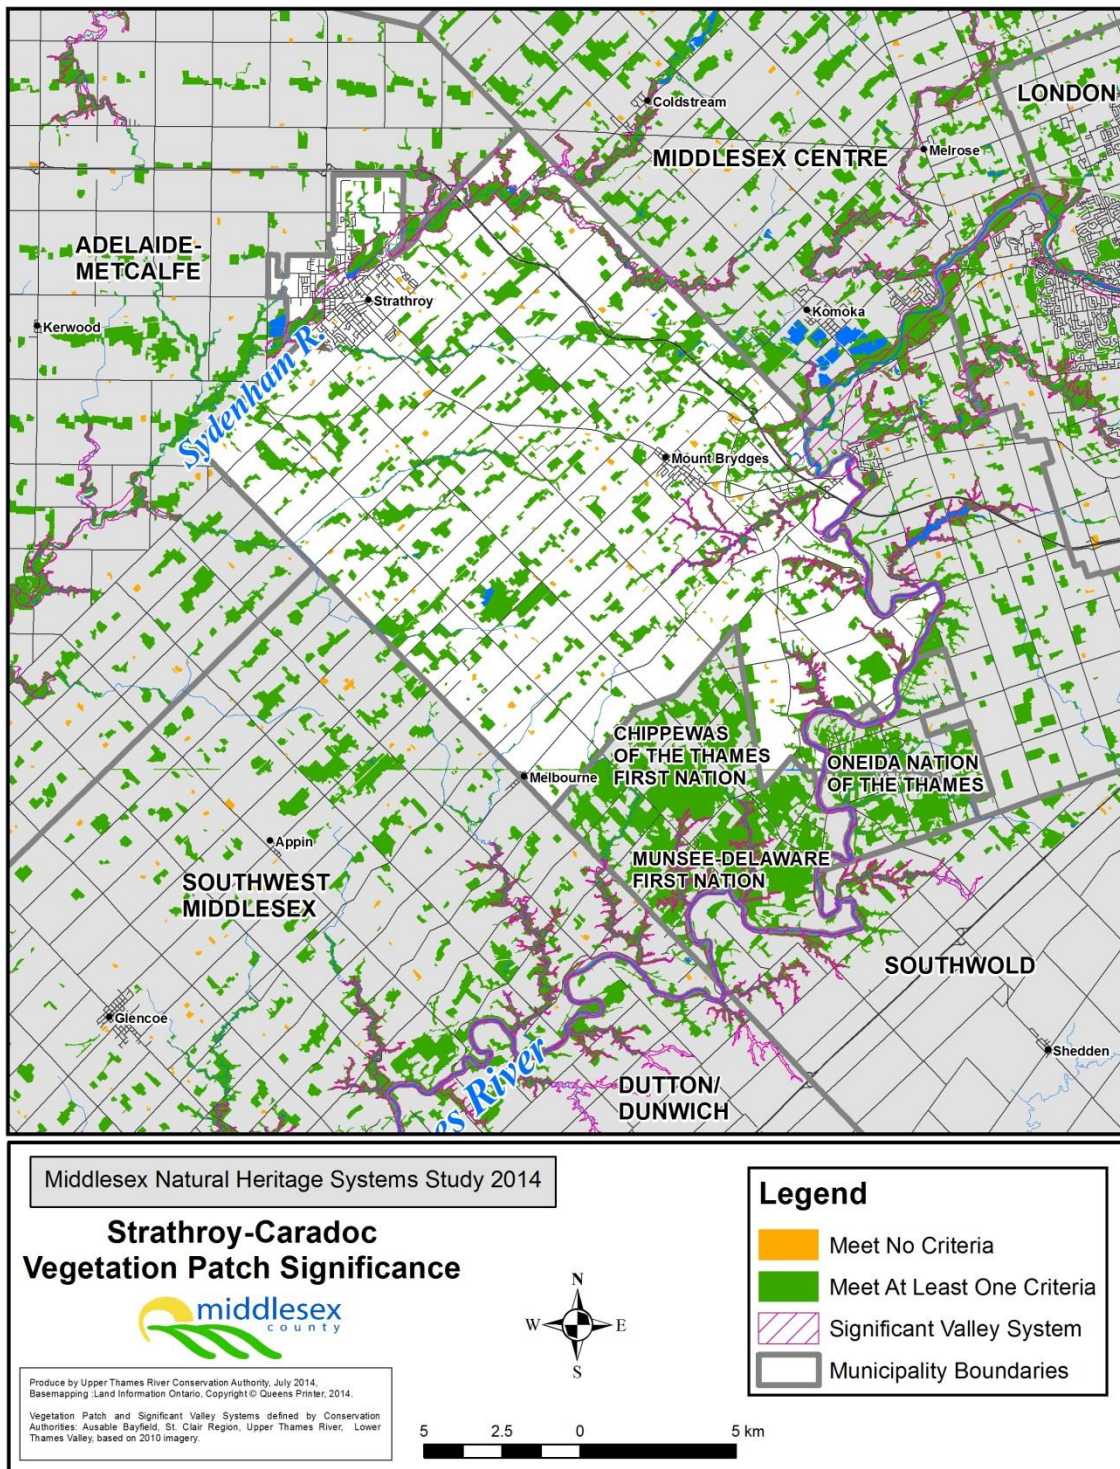 Coldstream
LONDON
MIDDLESEX CENTRE
Melrose
ADELAIDE-
METCALFE
Strathroy
Kerwood
Komoka
Sydenham R.
Mount Brydges
CHIPPEWAS
OF THE THAMES
FIRST NATION
ONEIDA NATION
OF THE THAMES
Melbourne
Appin
MUNSEE-DELAWARE
FIRST NATION
SOUTHWEST
MIDDLESEX
SOUTHWOLD
Glencoe
Shedden
es River
DUTTON/
DUNWICH
Middlesex Natural Heritage Systems Study 2014
Strathroy-Caradoc
Vegetation Patch Significance
middlesex
county
Produce by Upper Thames River Conservation Authority, July 2014,
Basemapping :Land Information Ontario, Copyright © Queens Printer, 2014.
Vegetation Patch and Significant Valley Systems defined by Conservation
Authorities: Ausable Bayfield, St. Clair Region, Upper Thames River, Lower
Thames Valley, based on 2010 imagery.
N
W E
S
5 2.5 0 5 km
Legend
Meet No Criteria
Meet At Least One Criteria
Significant Valley System
Municipality Boundaries